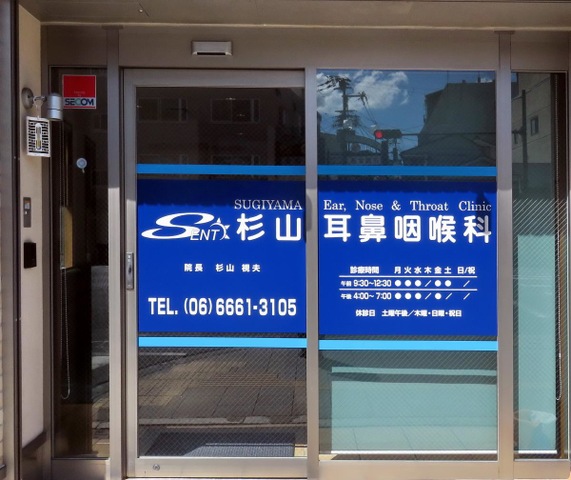 SECOM
SUGIYAMA Ear, Nose & Throat Clinic
SENT 杉山 耳鼻咽喉科
院長 杉山 視夫
TEL. (06)6661-3105
診療時間 月 火 水 木 金 土 日/祝
午前 9:30~12:30 ● ● ● / ● ● /
午後 4:00~7:00 ● ● ● / ● / /
休診日 土曜午後/木曜・日曜・祝日